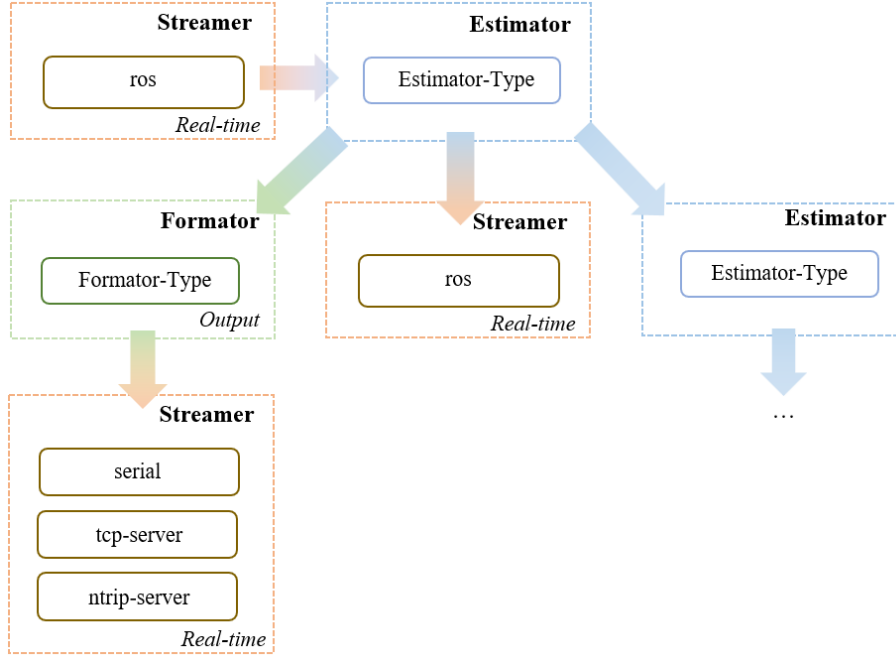 Streamer
ros
Real-time
Estimator
Estimator-Type
Formator
Formator-Type
Output
Streamer
ros
Real-time
Estimator
Estimator-Type
...
Streamer
serial
tcp-server
ntrip-server
Real-time